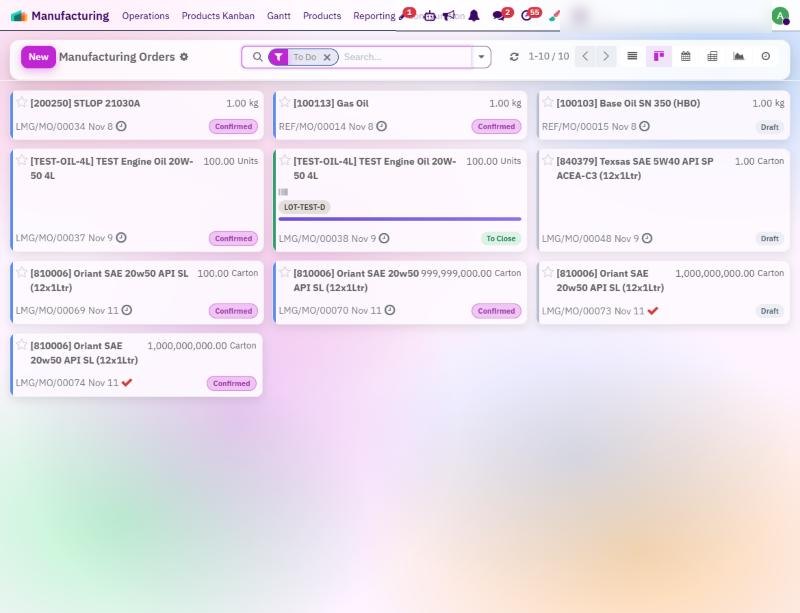 Manufacturing Operations Products Kanban Gantt Products Reporting 1 2 55 A
New Manufacturing Orders To Do Search... 1-10 / 10
[200250] STLOP 21030A 1.00 kg
LMG/MO/00034 Nov 8 Confirmed
[100113] Gas Oil 1.00 kg
REF/MO/00014 Nov 8 Confirmed
[100103] Base Oil SN 350 (HBO) 1.00 kg
REF/MO/00015 Nov 8 Draft
[TEST-OIL-4L] TEST Engine Oil 20W- 100.00 Units
50 4L
LMG/MO/00037 Nov 9 Confirmed
[TEST-OIL-4L] TEST Engine Oil 20W- 100.00 Units
50 4L
LOT-TEST-D
LMG/MO/00038 Nov 9 To Close
[840379] Texsas SAE 5W40 API SP 1.00 Carton
ACEA-C3 (12x1Ltr)
LMG/MO/00048 Nov 9 Draft
[810006] Oriant SAE 20w50 API SL 100.00 Carton
(12x1Ltr)
LMG/MO/00069 Nov 11 Confirmed
[810006] Oriant SAE 20w50 999,999,000.00 Carton
API SL (12x1Ltr)
LMG/MO/00070 Nov 11 Confirmed
[810006] Oriant SAE 1,000,000,000.00 Carton
20w50 API SL (12x1Ltr)
LMG/MO/00073 Nov 11 Draft
[810006] Oriant SAE 1,000,000,000.00 Carton
20w50 API SL (12x1Ltr)
LMG/MO/00074 Nov 11 Confirmed